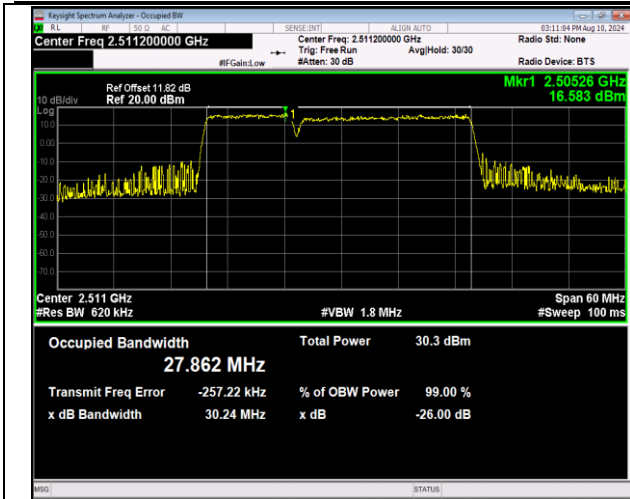 Keysight Spectrum Analyzer - Occupied BW
RL RF 50 Ω AC SENSE:INT ALIGN AUTO 03:11:04 PM Aug 10, 2024
Center Freq 2.511200000 GHz Center Freq: 2.511200000 GHz Radio Std: None
Trig: Free Run Avg|Hold: 30/30
#IFGain:Low #Atten: 30 dB Radio Device: BTS
Ref Offset 11.82 dB Mkr1 2.50526 GHz
10 dB/div Ref 20.00 dBm 16.583 dBm
Log
10.0
0.00
-10.0
-20.0
-30.0
-40.0
-50.0
-60.0
-70.0
1
Center 2.511 GHz Span 60 MHz
#Res BW 620 kHz #VBW 1.8 MHz #Sweep 100 ms
Occupied Bandwidth Total Power 30.3 dBm
27.862 MHz
Transmit Freq Error -257.22 kHz % of OBW Power 99.00 %
x dB Bandwidth 30.24 MHz x dB -26.00 dB
MSG STATUS